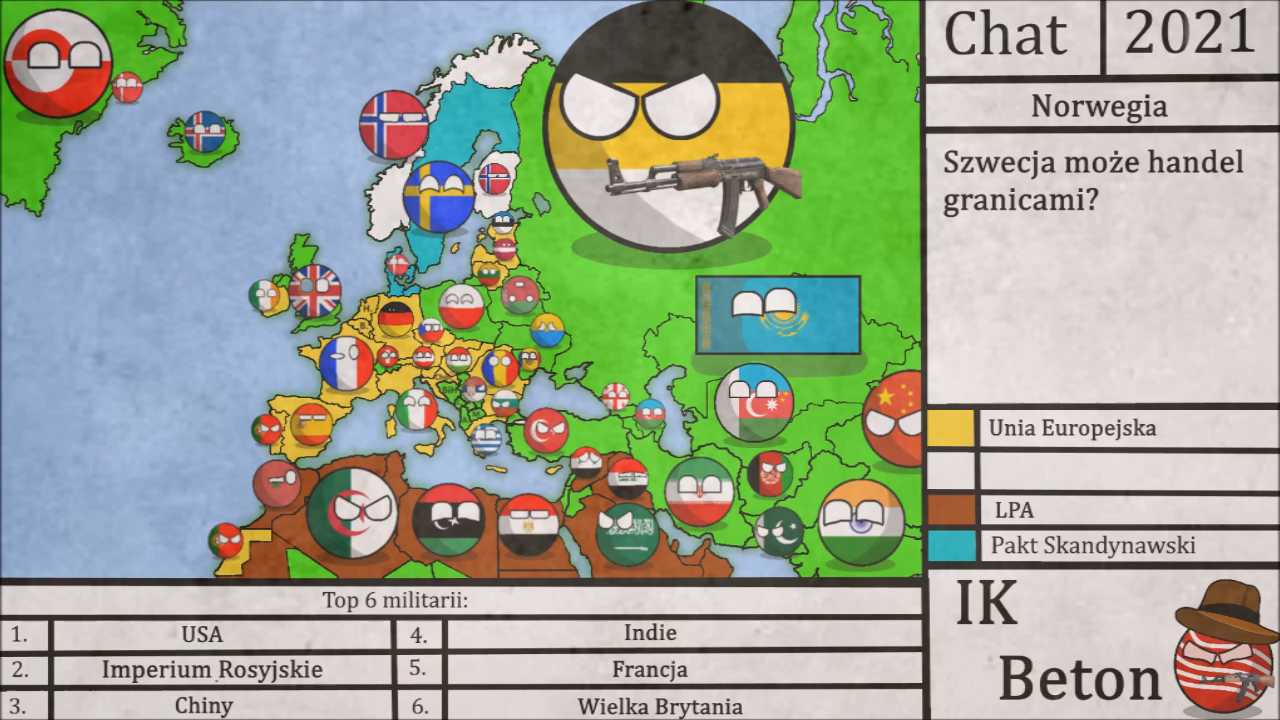 Chat
2021
Norwegia
Szwecja może handel
granicami?
H.
B.
BiH
Unia Europejska
LPA
Pakt Skandynawski
Top 6 militarii:
1.
USA
4.
Indie
2.
Imperium Rosyjskie
5.
Francja
3.
Chiny
6.
Wielka Brytania
IK
Beton